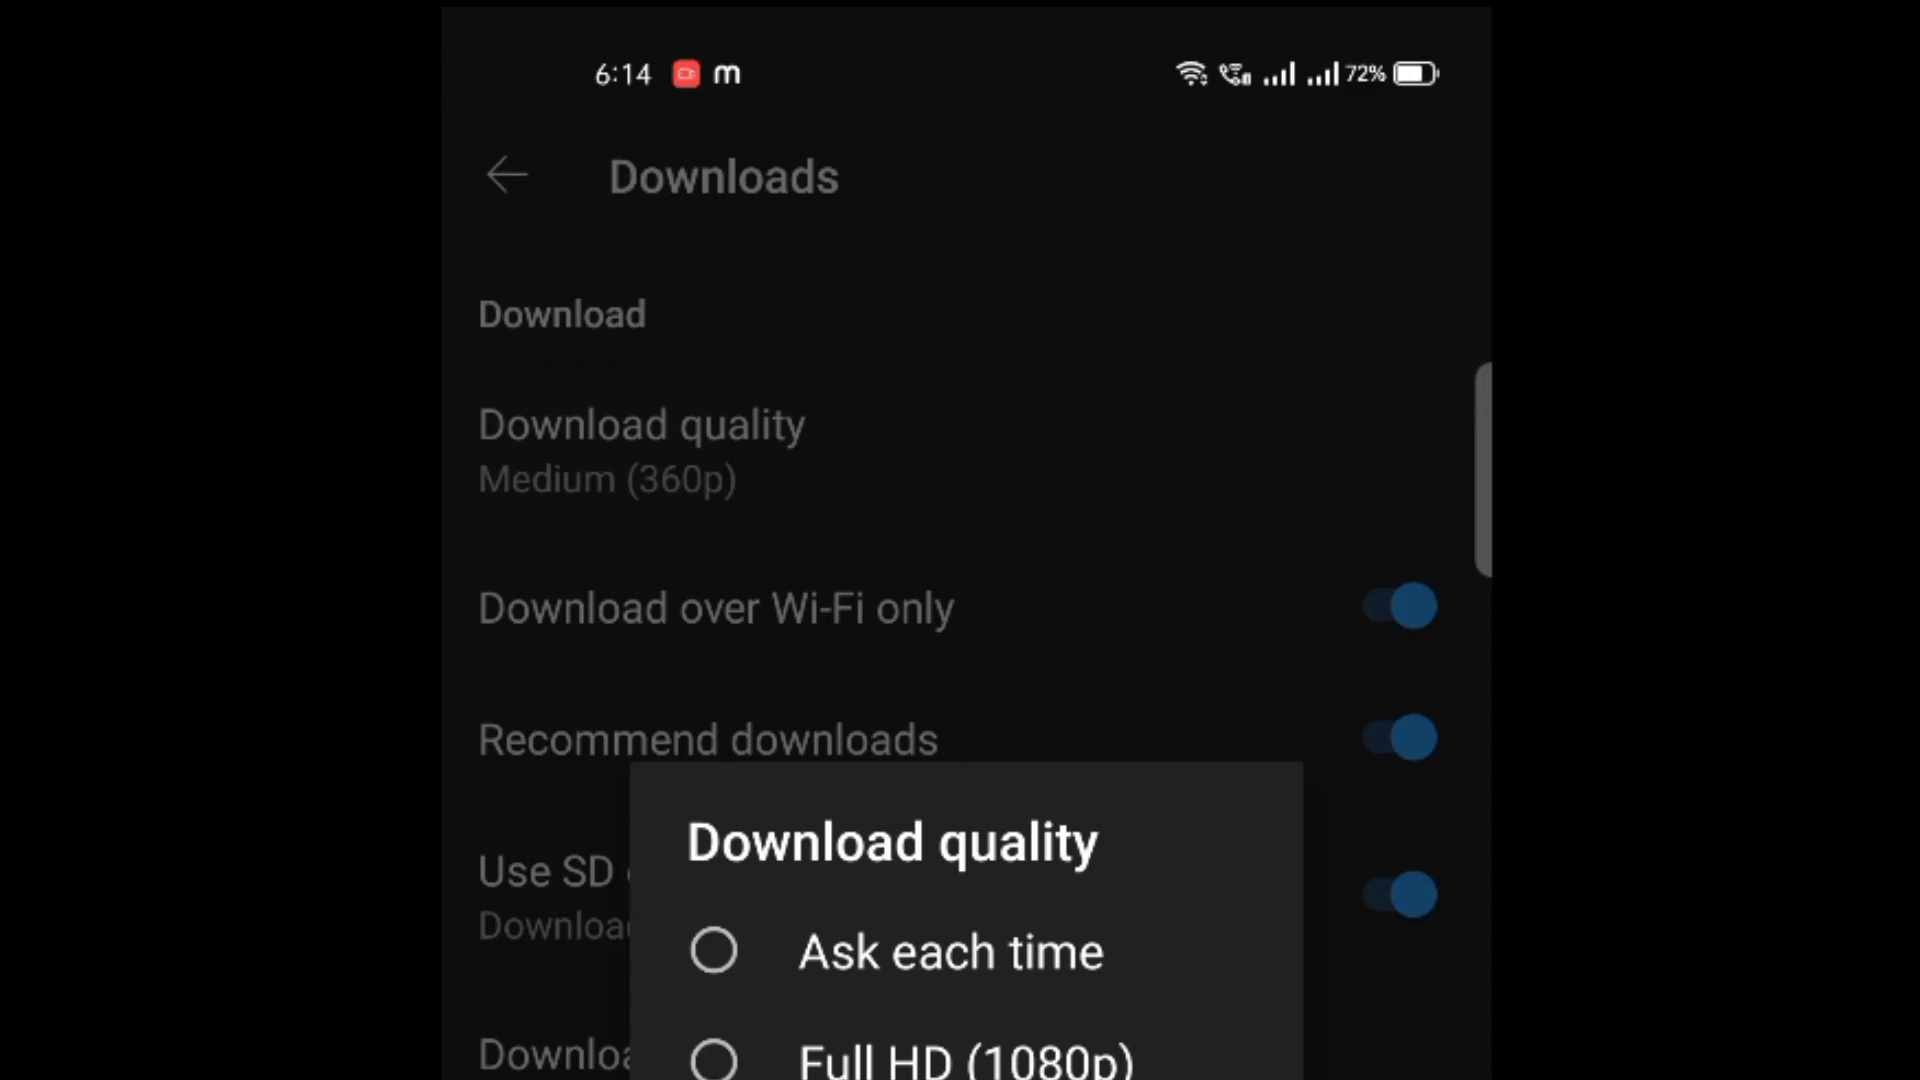 6:14 m 72%
Downloads
Download
Download quality
Medium (360p)
Download over Wi-Fi only
Recommend downloads
Use SD
Download quality
Ask each time
Full HD (1080p)